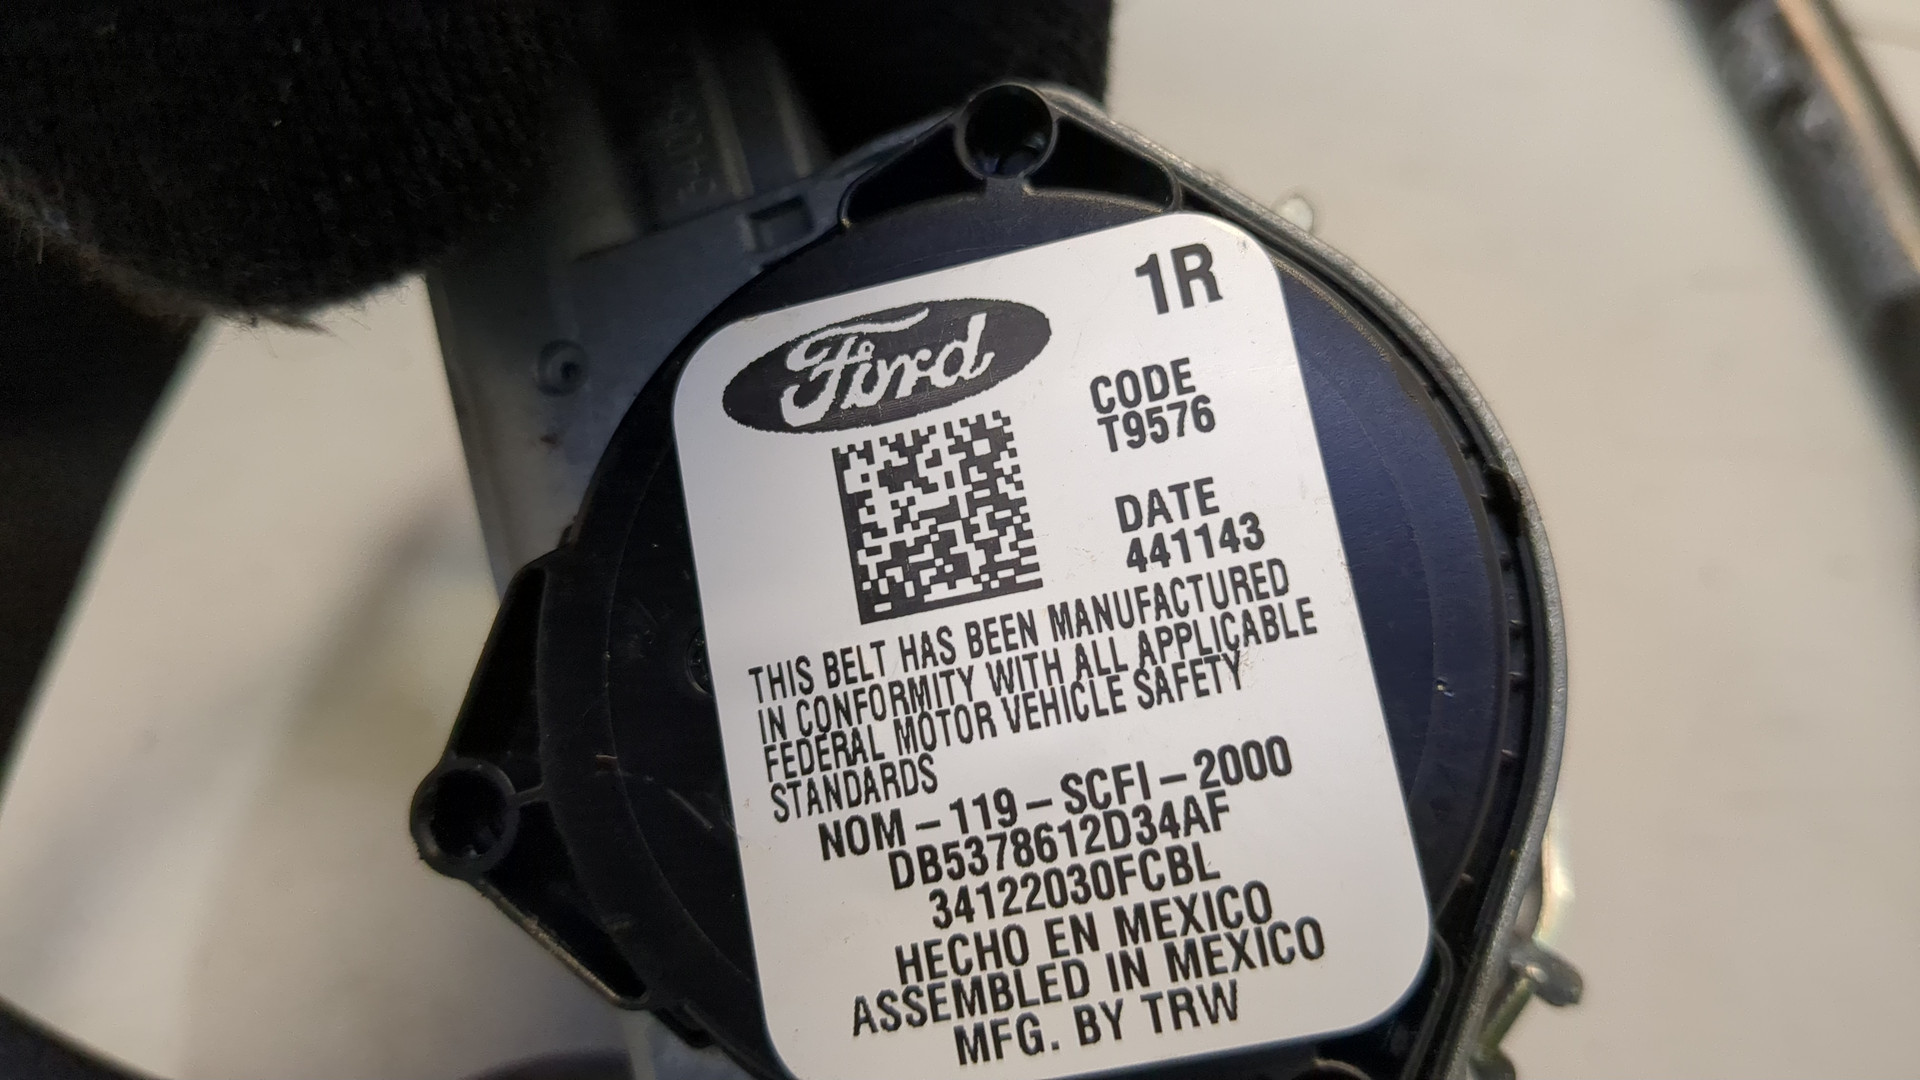 1R
Ford
CODE
T9576
DATE
441143
THIS BELT HAS BEEN MANUFACTURED
IN CONFORMITY WITH ALL APPLICABLE
FEDERAL MOTOR VEHICLE SAFETY
STANDARDS
NOM-119-SCFI-2000
DB5378612D34AF
34122030FCBL
HECHO EN MEXICO
ASSEMBLED IN MEXICO
MFG. BY TRW